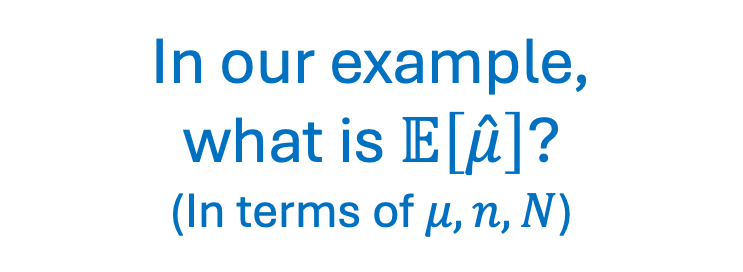 In our example,
what is 𝔼[μ̂]?
(In terms of μ, n, N)